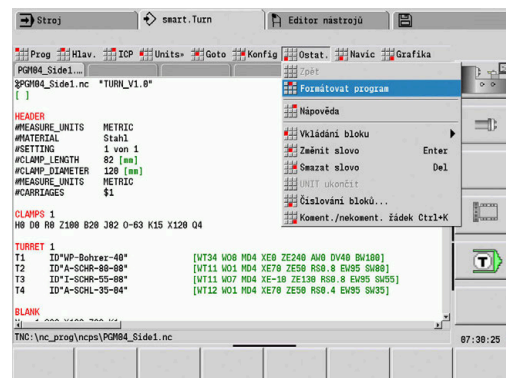 Stroj
smart.Turn
Editor nástrojů
Prog Hlav. ICP Units» Goto Konfig Ostat. Navíc Grafika
PGM04_Side1....
%PGM04_Side1.nc "TURN_V1.0"
[ ]
HEADER
#MEASURE_UNITS METRIC
#MATERIAL Stahl
#SETTING 1 von 1
#CLAMP_LENGTH 82 [mm]
#CLAMP_DIAMETER 120 [mm]
#MEASURE_UNITS METRIC
#CARRIAGES $1
CLAMPS 1
H0 D0 R0 Z100 B20 J82 O-63 K15 X120 Q4
TURRET 1
T1 ID"WP-Bohrer-40" [WT34 WO8 MD4 XE0 ZE240 AW0 DV40 BW180]
T2 ID"A-SCHR-80-08" [WT11 WO1 MD4 XE70 ZE50 RS0.8 EW95 SW80]
T3 ID"I-SCHR-55-08" [WT11 WO7 MD4 XE-10 ZE130 RS0.8 EW95 SW55]
T4 ID"A-SCHL-35-04" [WT12 WO1 MD4 XE70 ZE50 RS0.4 EW95 SW35]
BLANK
Zpět
Formátovat program
Nápověda
Vkládání bloku
Změnit slovo Enter
Smazat slovo Del
UNIT ukončit
Číslování bloků...
Koment./nekoment. řádek Ctrl+K
T
TNC:\nc_prog\ncps\PGM04_Side1.nc
07:30:25